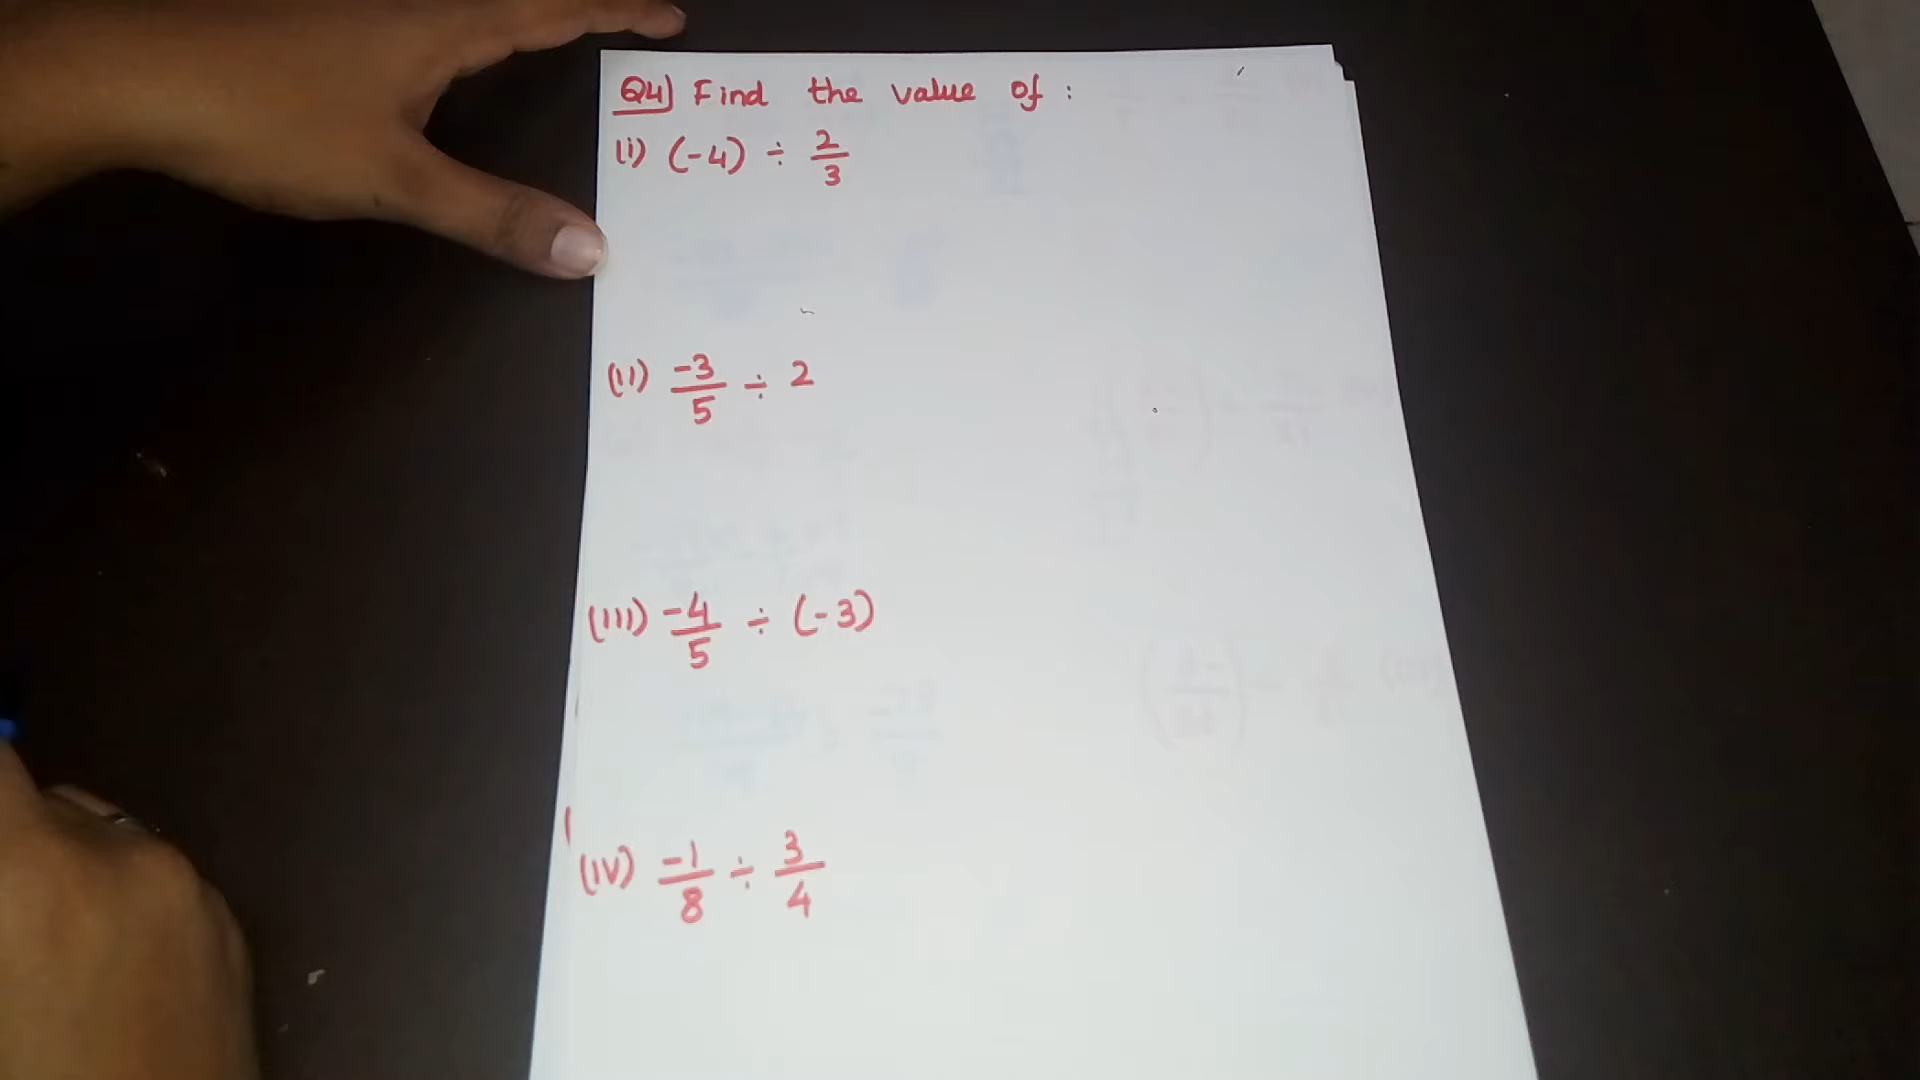 Q4) Find the value of :
(i) (-4) ÷ 2/3
(ii) -3/5 ÷ 2
(iii) -4/5 ÷ (-3)
(iv) -1/8 ÷ 3/4